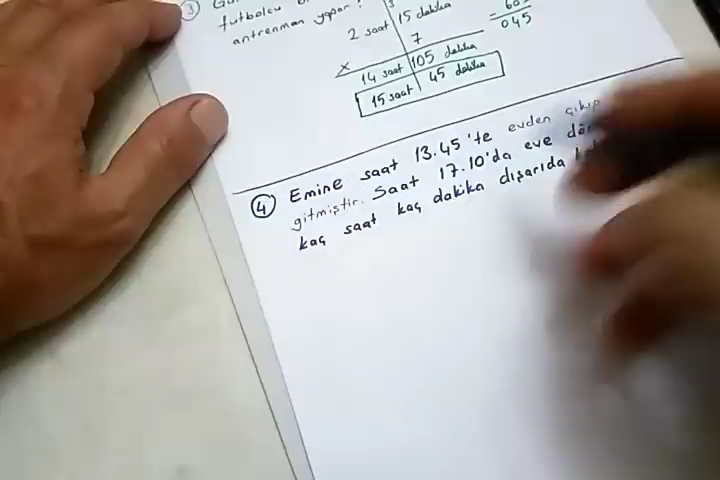 ③
futbolcu
antrenman yapar?
2 saat 15 dakika
x 7
14 saat 105 dakika
15 saat 45 dakika
60
045
④ Emine saat 13.45'te evden çıkıp
gitmiştir. Saat 17.10'da eve
kaç saat kaç dakika dışarıda